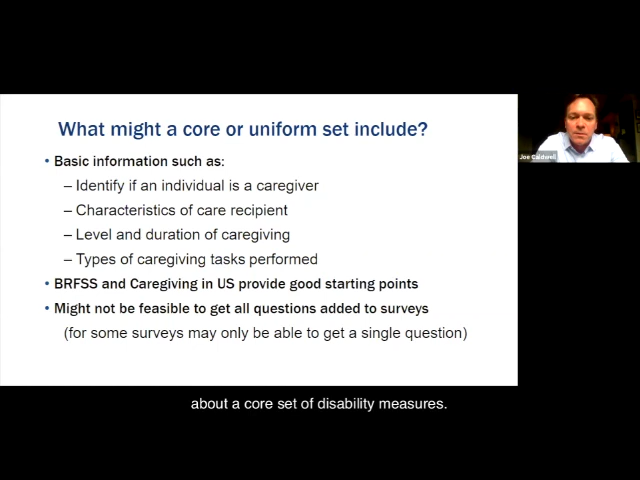 What might a core or uniform set include?
• Basic information such as:
– Identify if an individual is a caregiver
– Characteristics of care recipient
– Level and duration of caregiving
– Types of caregiving tasks performed
• BRFSS and Caregiving in US provide good starting points
• Might not be feasible to get all questions added to surveys
(for some surveys may only be able to get a single question)
Joe Caldwell
about a core set of disability measures.